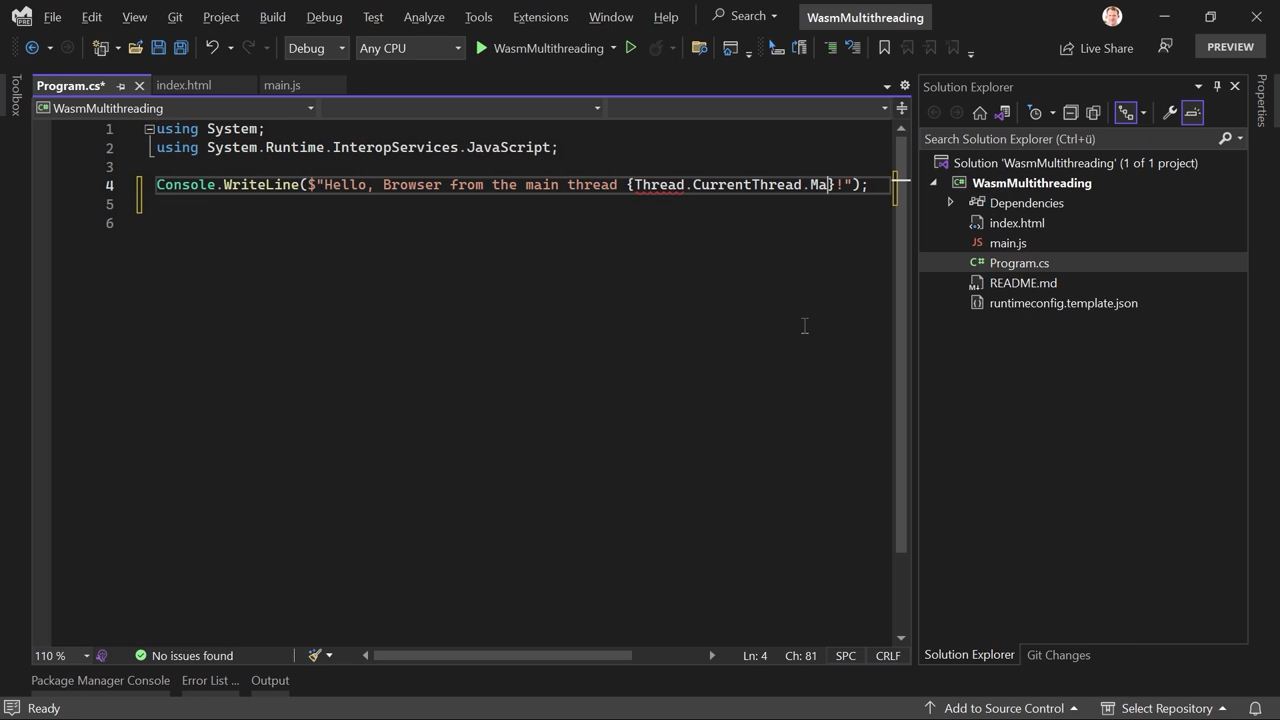 File Edit View Git Project Build Debug Test Analyze Tools Extensions Window Help Search WasmMultithreading
PRE
Debug Any CPU WasmMultithreading Live Share PREVIEW
Toolbox
Program.cs* index.html main.js
C# WasmMultithreading
1 using System;
2 using System.Runtime.InteropServices.JavaScript;
3
4 Console.WriteLine($"Hello, Browser from the main thread {Thread.CurrentThread.Ma}!");
5
6
110 % No issues found Ln: 4 Ch: 81 SPC CRLF
Solution Explorer
Search Solution Explorer (Ctrl+ü)
Solution 'WasmMultithreading' (1 of 1 project)
C# WasmMultithreading
Dependencies
index.html
JS main.js
C# Program.cs
README.md
runtimeconfig.template.json
Solution Explorer Git Changes
Properties
Package Manager Console Error List ... Output
Ready Add to Source Control Select Repository